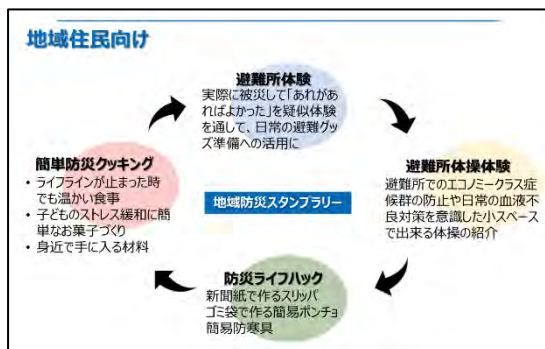 地域住民向け
避難所体験
実際に被災して「あれがあ
ればよかった」を疑似体験
を通して、日常の避難グッ
ズ準備への活用に
簡単防災クッキング
• ライフラインが止まった時
でも温かい食事
• 子どものストレス緩和に簡
単なお菓子づくり
• 身近で手に入る材料
地域防災スタンプラリー
避難所体操体験
避難所でのエコノミークラス症
候群の防止や日常の血液不
良対策を意識した小スペース
で出来る体操の紹介
防災ライフハック
新聞紙で作るスリッパ
ゴミ袋で作る簡易ポンチョ
簡易防寒具